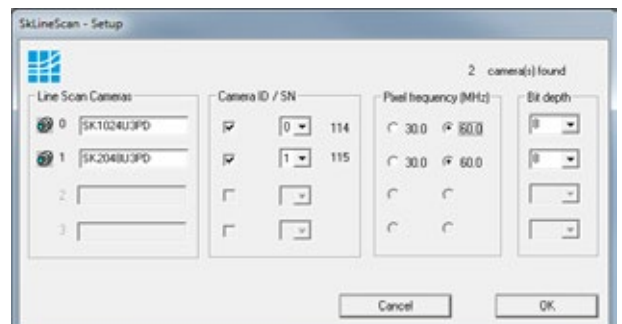 SkLineScan - Setup
2 camera(s) found
Line Scan Cameras Camera ID / SN Pixel frequency (MHz) Bit depth
0 SK1024U3PD 0 114 30.0 60.0 8
1 SK2048U3PD 1 115 30.0 60.0 8
2
3
Cancel OK